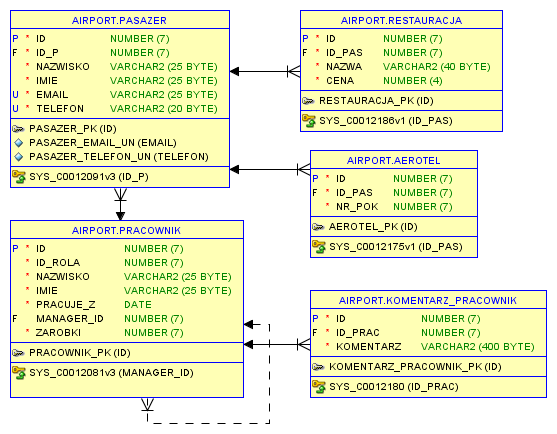 AIRPORT.PASAZER
P * ID NUMBER (7)
F * ID_P NUMBER (7)
* NAZWISKO VARCHAR2 (25 BYTE)
* IMIE VARCHAR2 (25 BYTE)
U * EMAIL VARCHAR2 (25 BYTE)
U * TELEFON VARCHAR2 (20 BYTE)
PASAZER_PK (ID)
PASAZER_EMAIL_UN (EMAIL)
PASAZER_TELEFON_UN (TELEFON)
SYS_C0012091v3 (ID_P)
AIRPORT.RESTAURACJA
P * ID NUMBER (7)
F * ID_PAS NUMBER (7)
* NAZWA VARCHAR2 (40 BYTE)
* CENA NUMBER (4)
RESTAURACJA_PK (ID)
SYS_C0012186v1 (ID_PAS)
AIRPORT.AEROTEL
P * ID NUMBER (7)
F * ID_PAS NUMBER (7)
* NR_POK NUMBER (7)
AEROTEL_PK (ID)
SYS_C0012175v1 (ID_PAS)
AIRPORT.PRACOWNIK
P * ID NUMBER (7)
* ID_ROLA NUMBER (7)
* NAZWISKO VARCHAR2 (25 BYTE)
* IMIE VARCHAR2 (25 BYTE)
* PRACUJE_Z DATE
F MANAGER_ID NUMBER (7)
* ZAROBKI NUMBER (7)
PRACOWNIK_PK (ID)
SYS_C0012081v3 (MANAGER_ID)
AIRPORT.KOMENTARZ_PRACOWNIK
P * ID NUMBER (7)
F * ID_PRAC NUMBER (7)
* KOMENTARZ VARCHAR2 (400 BYTE)
KOMENTARZ_PRACOWNIK_PK (ID)
SYS_C0012180 (ID_PRAC)